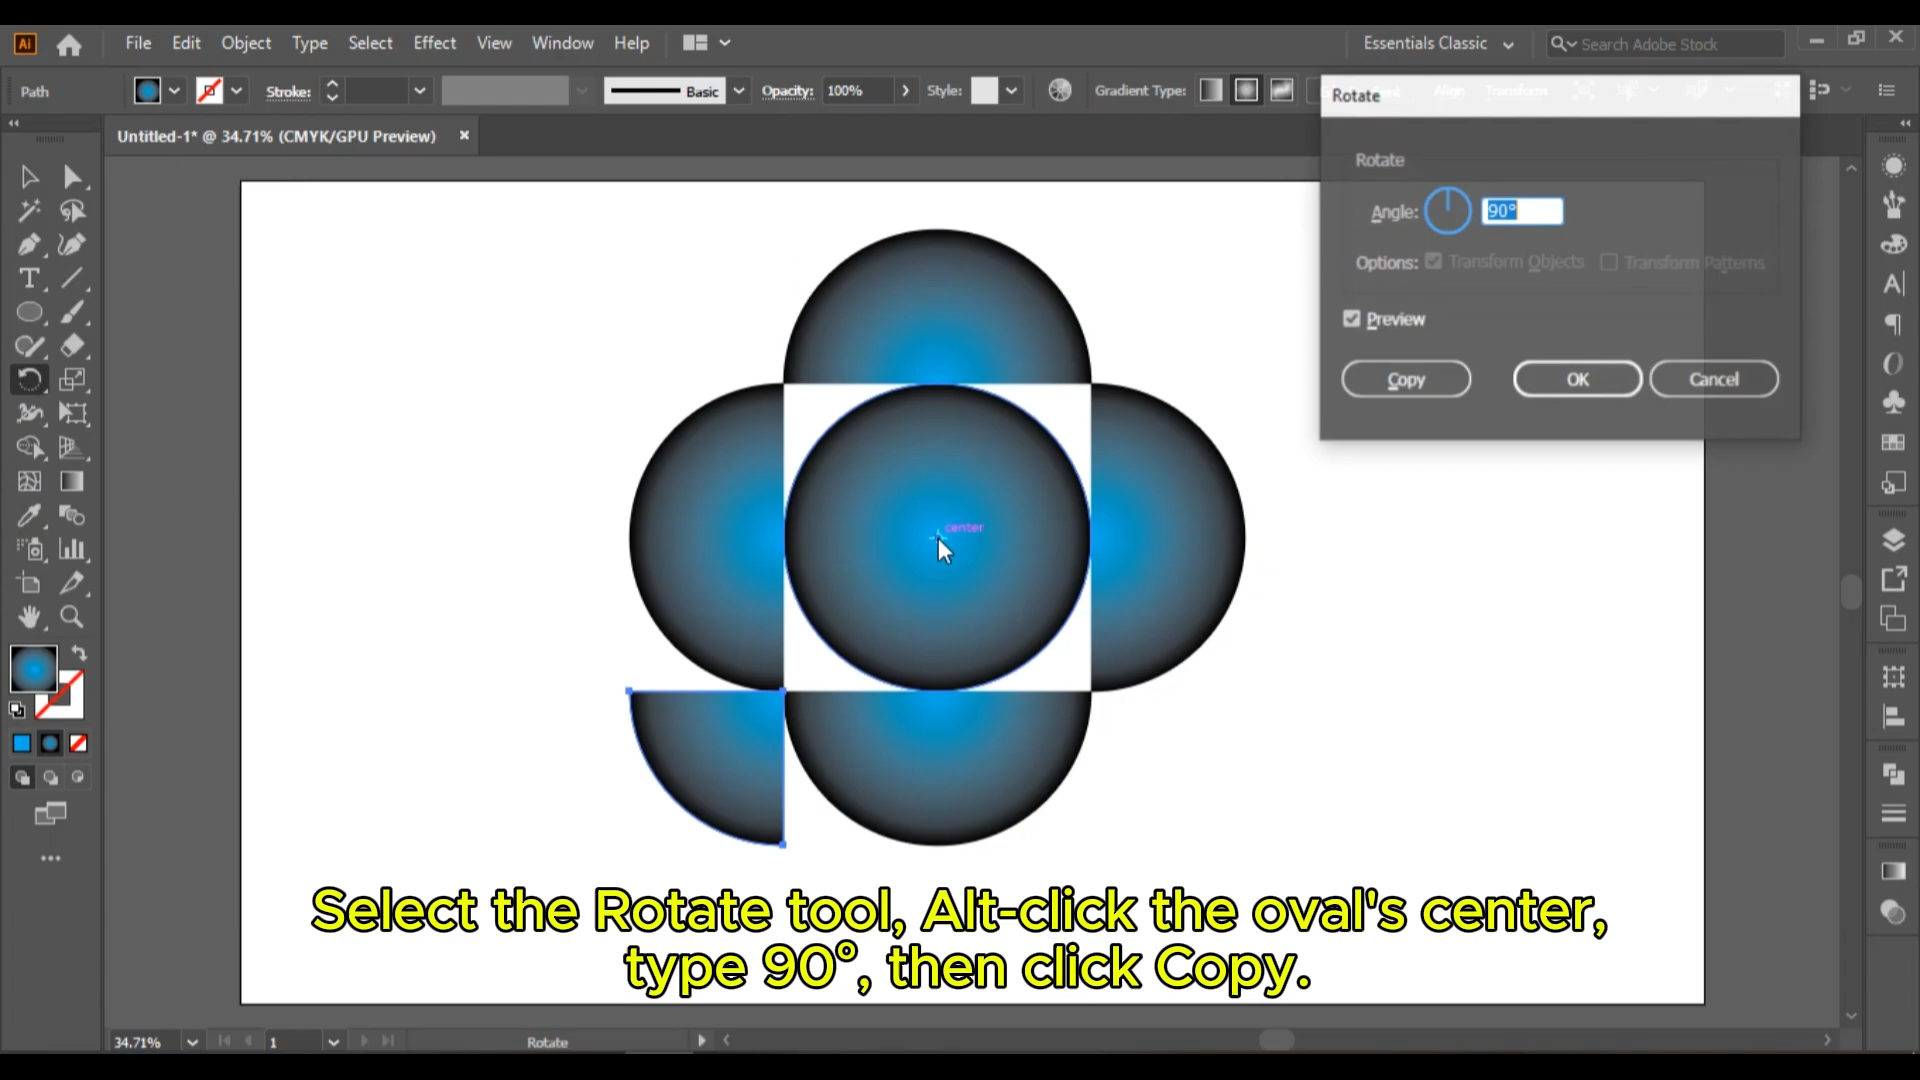 Ai File Edit Object Type Select Effect View Window Help Essentials Classic Search Adobe Stock
Path Stroke: Basic Opacity: 100% Style: Gradient Type:
Untitled-1* @ 34.71% (CMYK/GPU Preview)
Rotate Align Transform
Rotate
Angle: 90°
Options: Transform Objects Transform Patterns
Preview
Copy OK Cancel
center
Select the Rotate tool, Alt-click the oval's center,
type 90°, then click Copy.
34.71% 1 Rotate